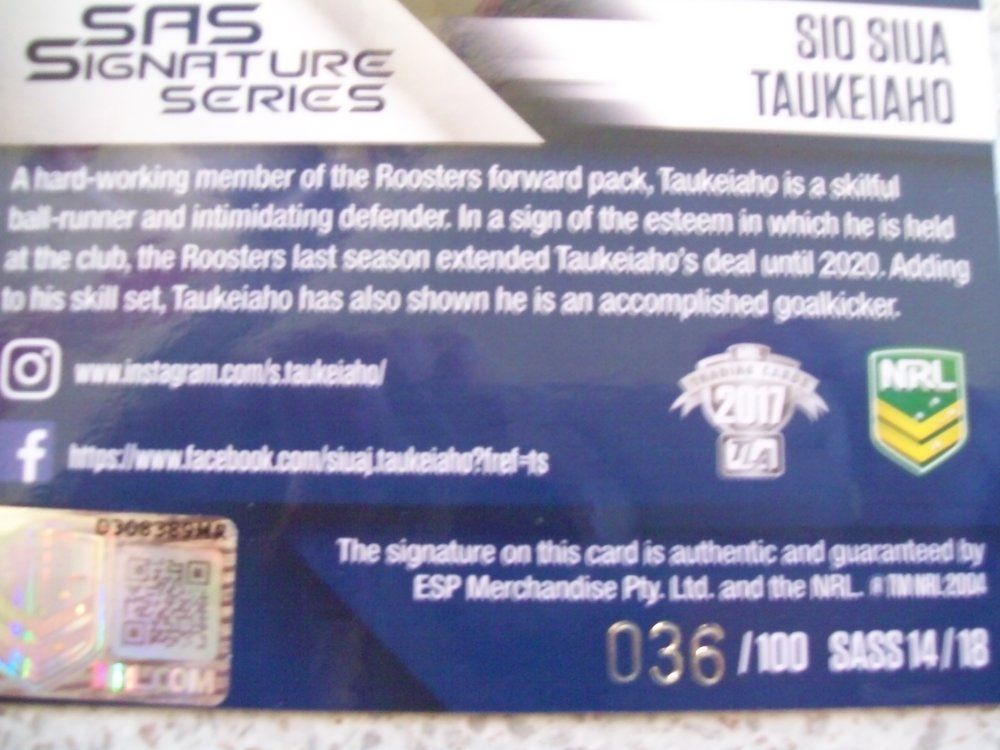 SAS
SIGNATURE
SERIES
SIO SIUA
TAUKEIAHO
A hard-working member of the Roosters forward pack, Taukeiaho is a skilful
ball-runner and intimidating defender. In a sign of the esteem in which he is held
at the club, the Roosters last season extended Taukeiaho's deal until 2020. Adding
to his skill set, Taukeiaho has also shown he is an accomplished goalkicker.
www.instagram.com/s.taukeiaho/
https://www.facebook.com/siuaj.taukeiaho?fref=ts
TRADING CARDS
2017
NRL
The signature on this card is authentic and guaranteed by
ESP Merchandise Pty. Ltd. and the NRL. TM NRL 2004
036 /100 SASS14/18
.COM